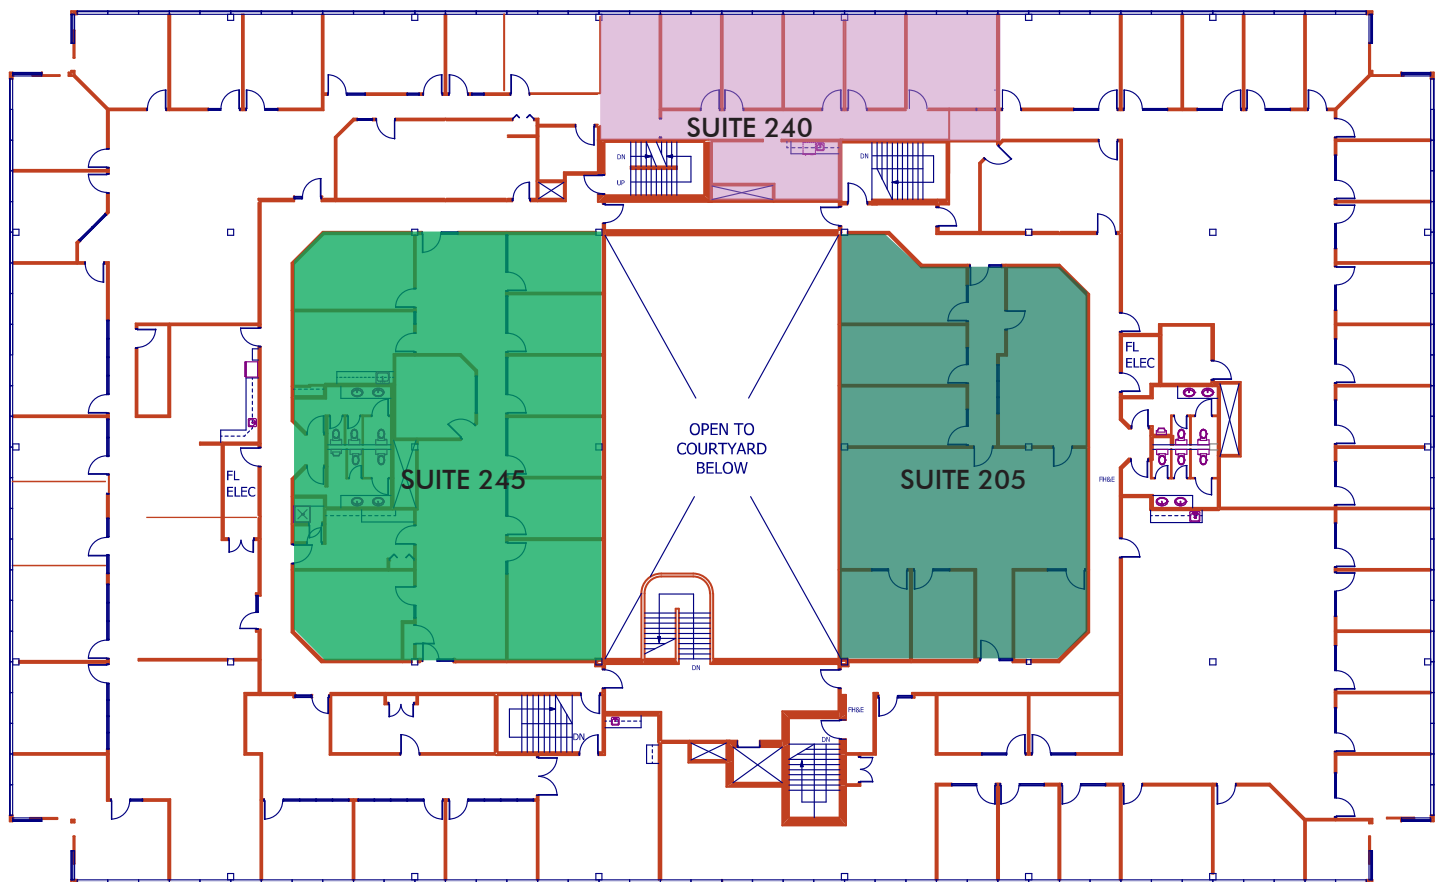 SUITE 240
DN
UP
DN
FL
ELEC
OPEN TO
COURTYARD
BELOW
SUITE 245
SUITE 205
FL
ELEC
FH&E
DN
DN
FH&E
DN